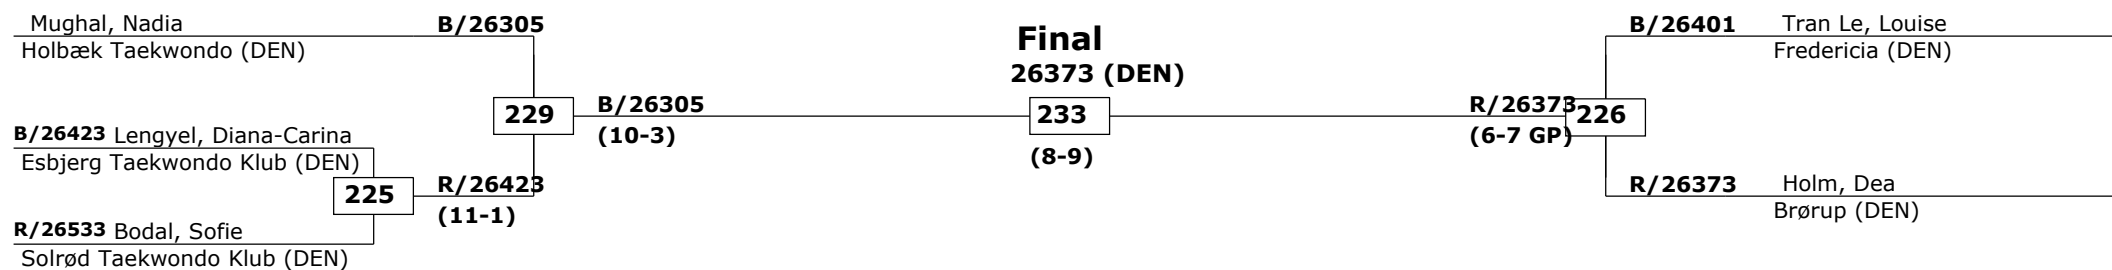 Mughal, Nadia
B/26305
Holbæk Taekwondo (DEN)
229
B/26305
(10-3)
B/26423 Lengyel, Diana-Carina
Esbjerg Taekwondo Klub (DEN)
225
R/26423
(11-1)
R/26533 Bodal, Sofie
Solrød Taekwondo Klub (DEN)
Final
26373 (DEN)
233
(8-9)
B/26401
Tran Le, Louise
Fredericia (DEN)
R/26373
(6-7 GP)
226
R/26373
Holm, Dea
Brørup (DEN)